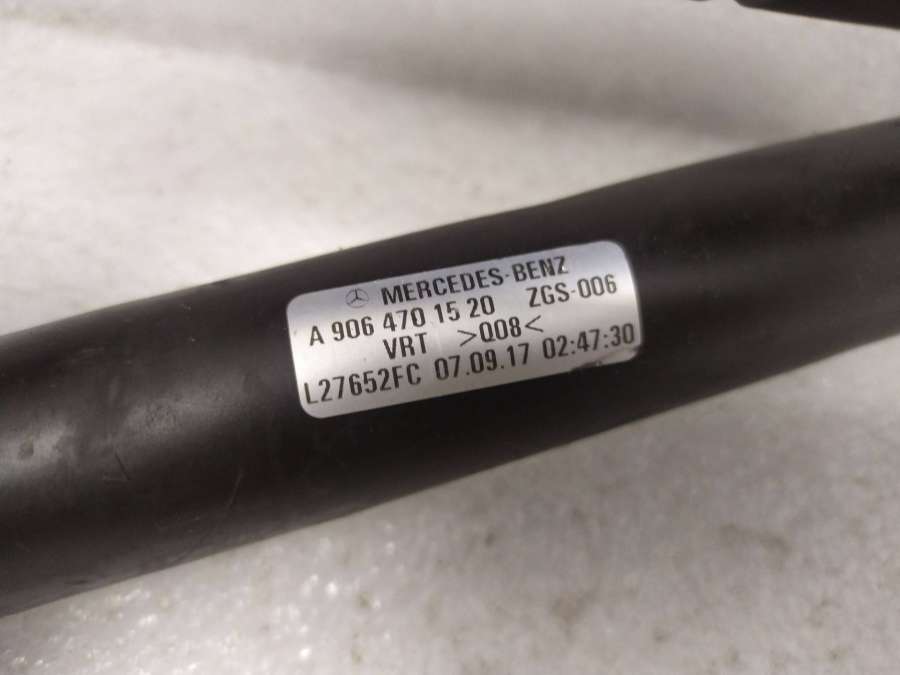 MERCEDES-BENZ
A 906 470 15 20 ZGS-006
VRT >Q08<
L27652FC 07.09.17 02:47:30